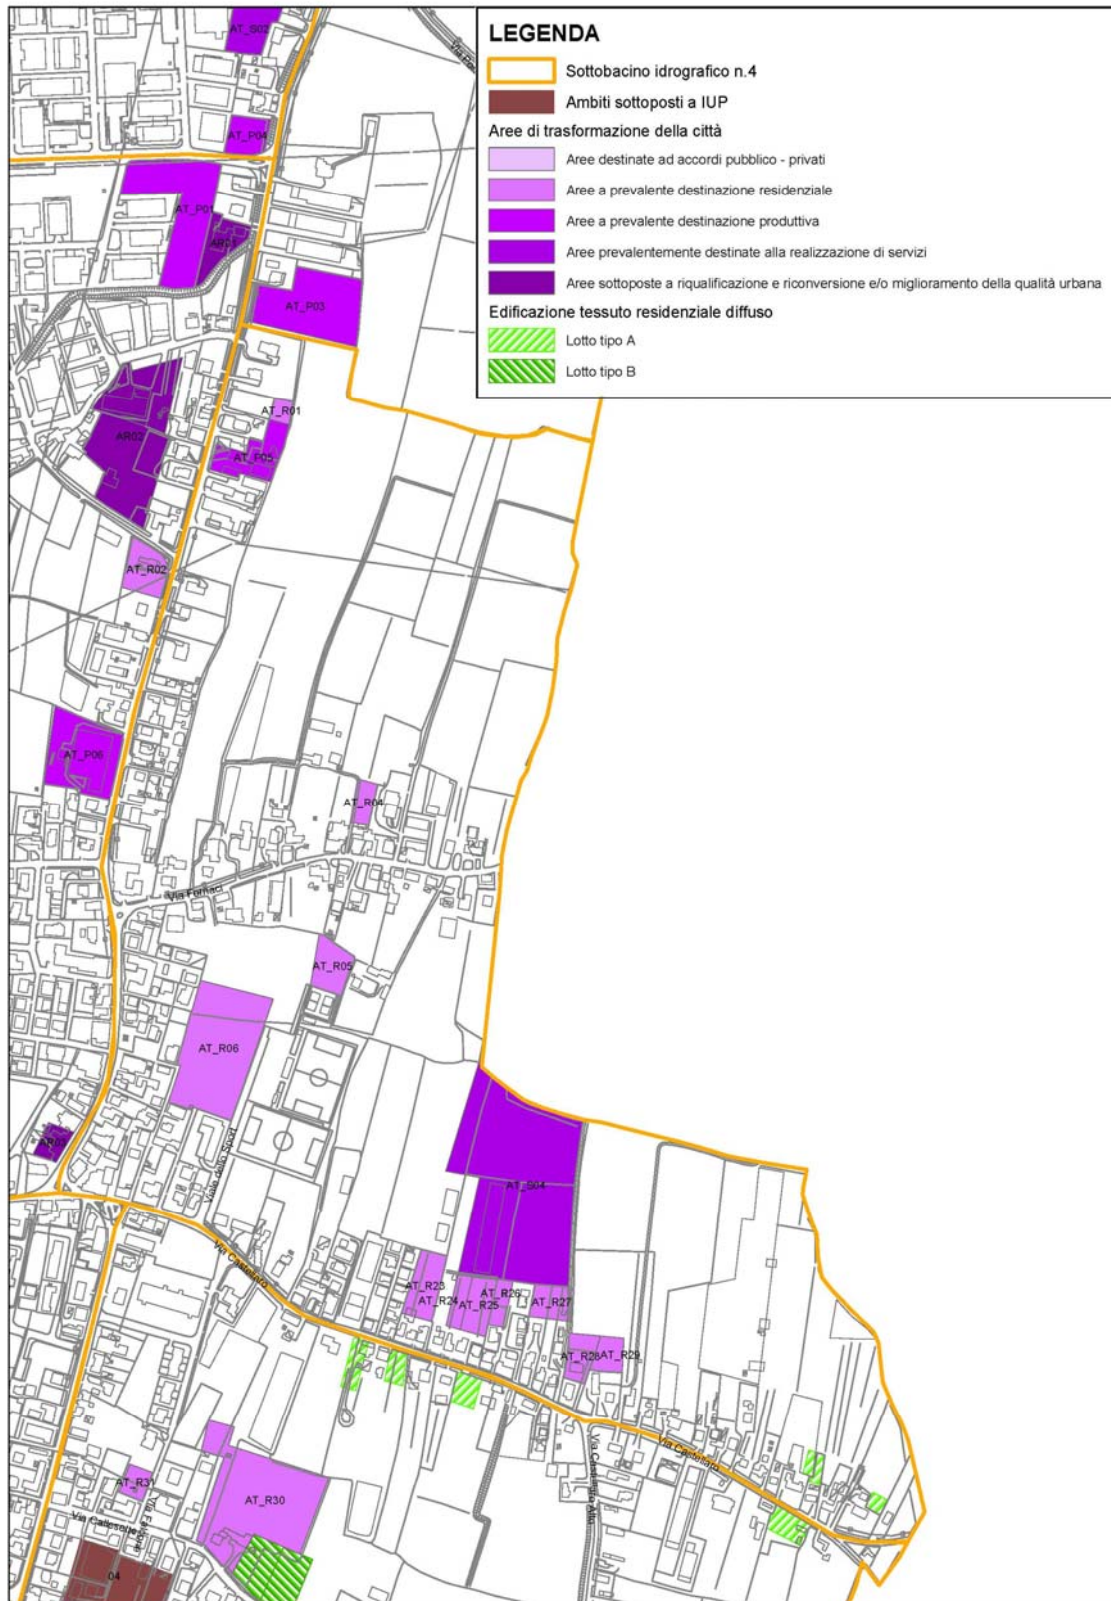 LEGENDA
Sottobacino idrografico n.4
Ambiti sottoposti a IUP
Aree di trasformazione della città
Aree destinate ad accordi pubblico - privati
Aree a prevalente destinazione residenziale
Aree a prevalente destinazione produttiva
Aree prevalentemente destinate alla realizzazione di servizi
Aree sottoposte a riqualificazione e riconversione e/o miglioramento della qualità urbana
Edificazione tessuto residenziale diffuso
Lotto tipo A
Lotto tipo B
AT_S02
AT_P04
AT_P01
AR01
AT_P03
AT_R01
AR02
AT_P05
AT_R02
AT_P06
AT_R04
Via Fornaci
AT_R05
AT_R06
AR03
Viale dello Sport
AT_S04
Via Castellaro
AT_R23
AT_R24
AT_R25
AT_R26
AT_R27
AT_R28
AT_R29
Via Castellaro
AT_R31
AT_R30
04